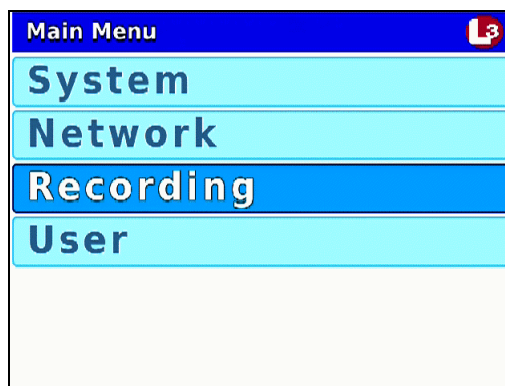 Main Menu
L3
System
Network
Recording
User